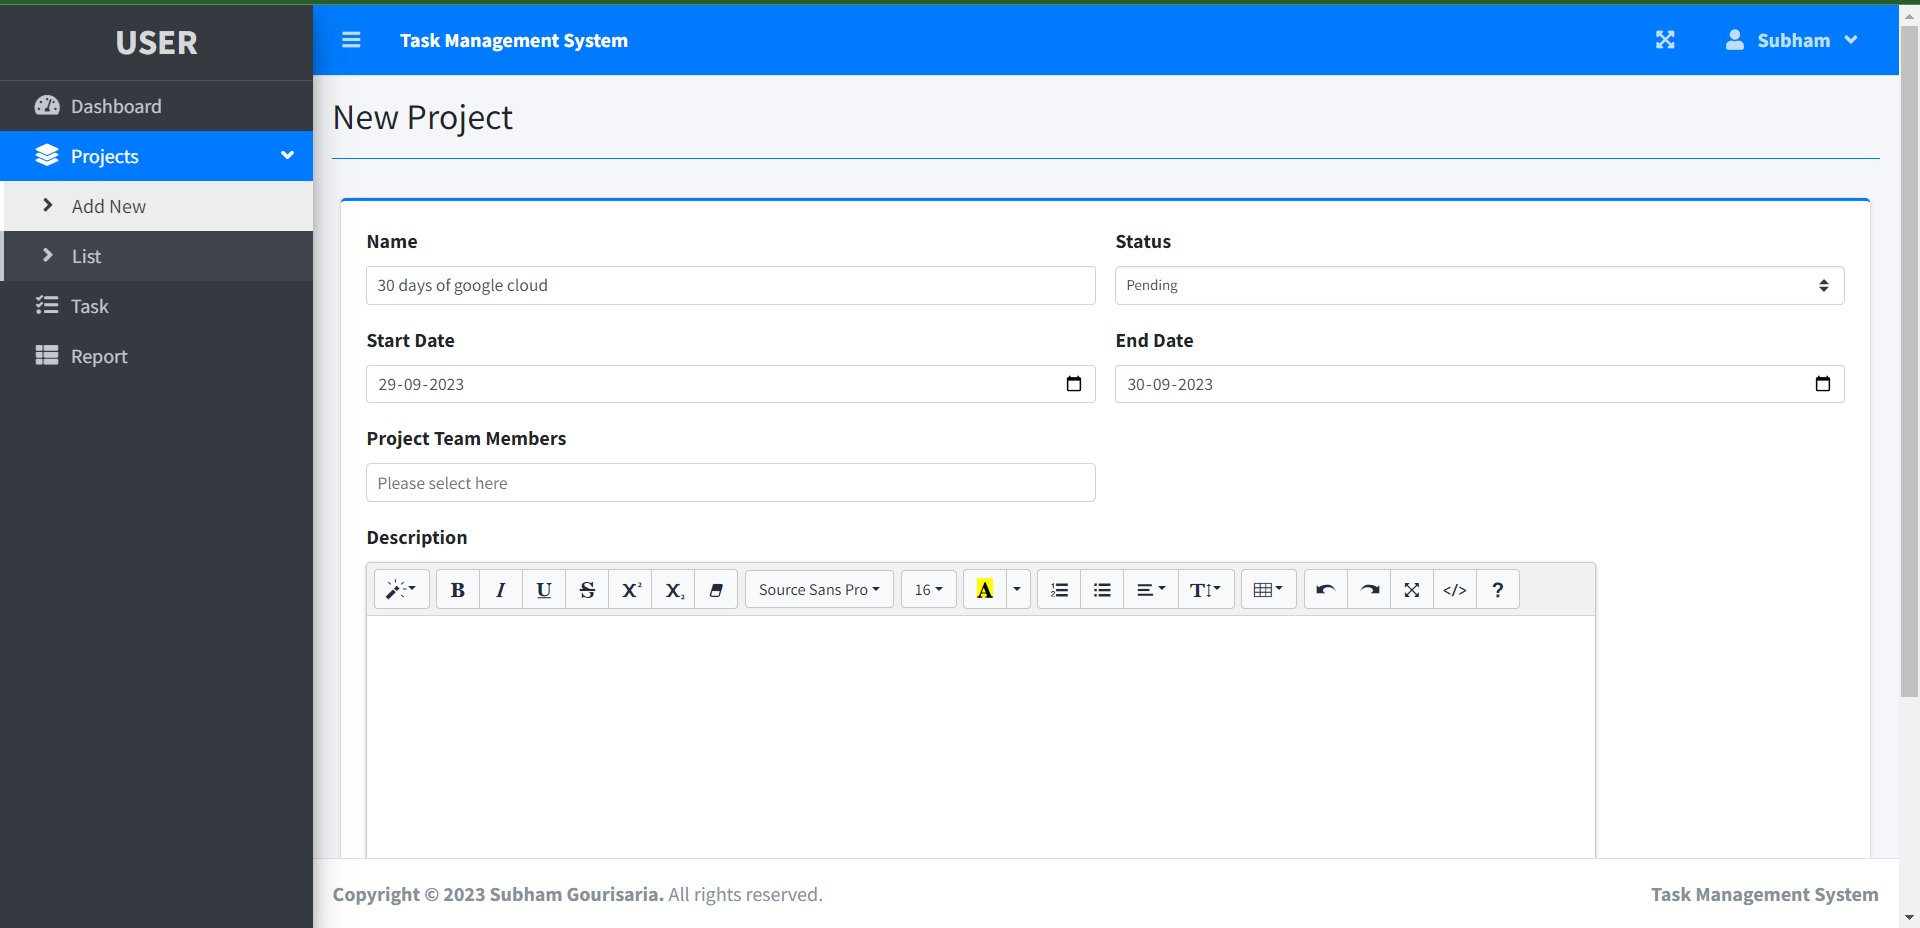 USER
Task Management System
Subham
Dashboard
Projects
Add New
List
Task
Report
New Project
Name
Status
30 days of google cloud
Pending
Start Date
End Date
29-09-2023
30-09-2023
Project Team Members
Please select here
Description
B I U S X² X₂ Source Sans Pro 16 A T ?
Copyright © 2023 Subham Gourisaria. All rights reserved.
Task Management System